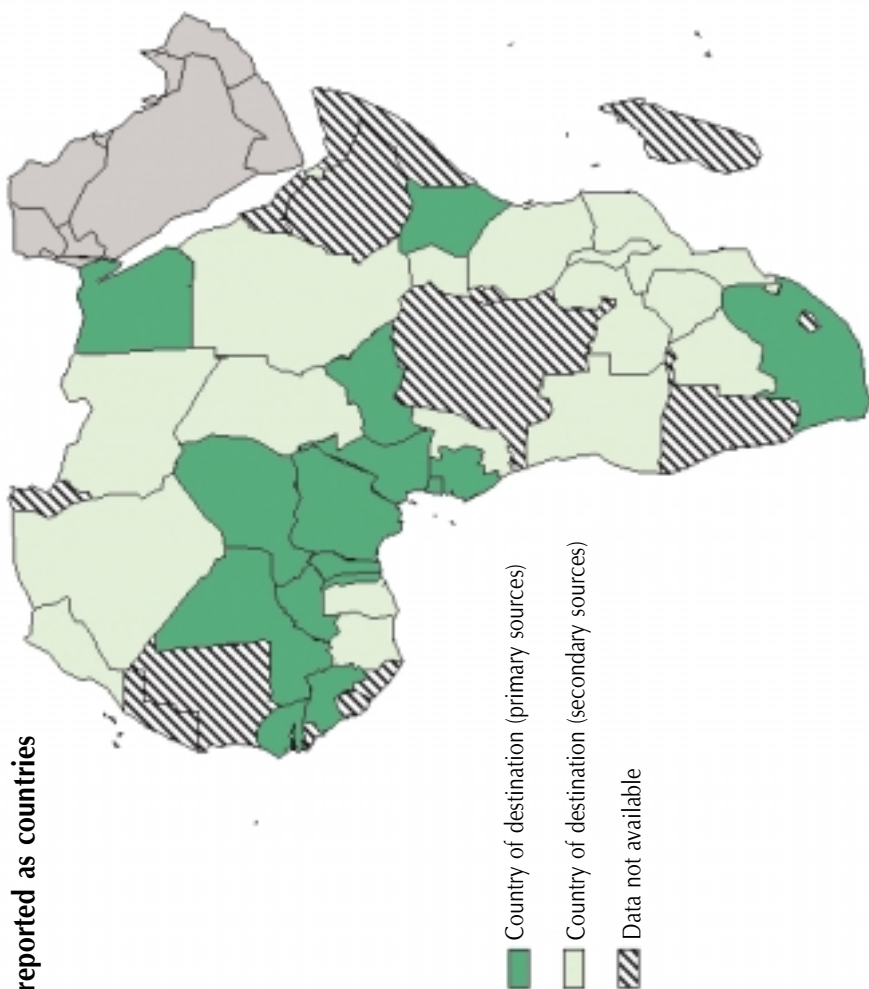 reported as countries
Country of destination (primary sources)
Country of destination (secondary sources)
Data not available